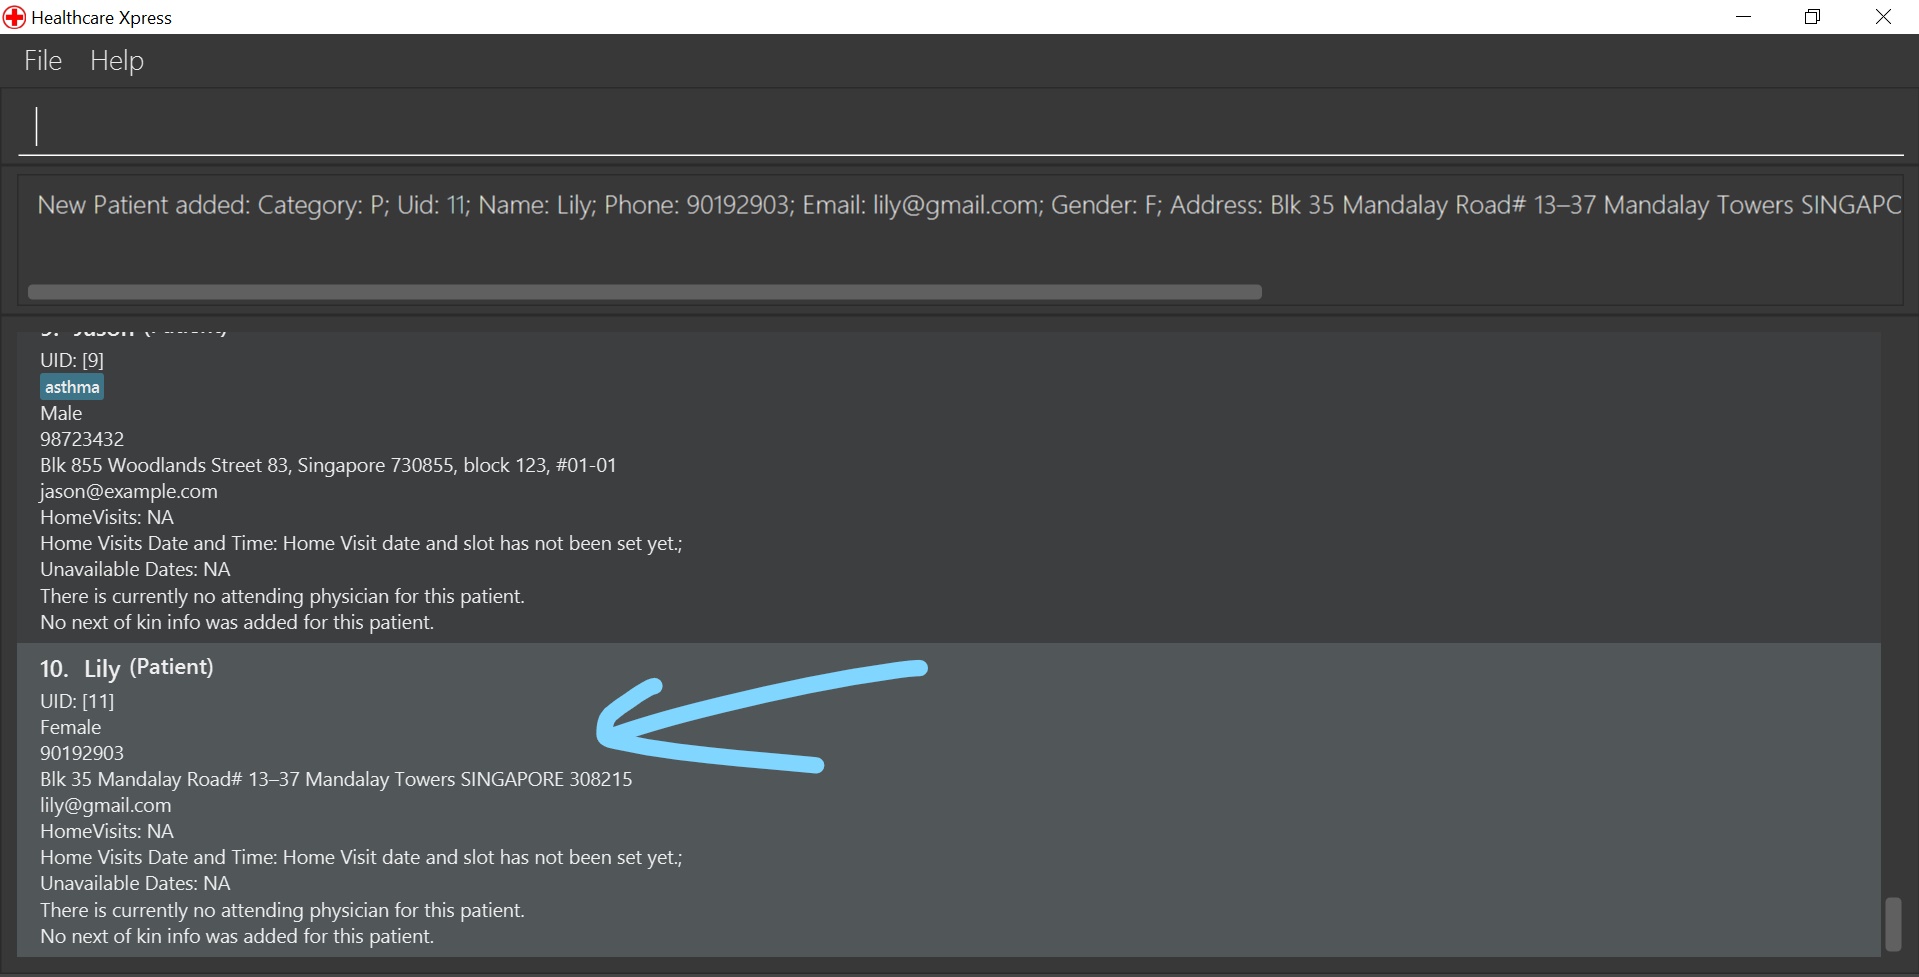 Healthcare Xpress
File Help
New Patient added: Category: P; Uid: 11; Name: Lily; Phone: 90192903; Email: lily@gmail.com; Gender: F; Address: Blk 35 Mandalay Road# 13–37 Mandalay Towers SINGAPC
9. Jason (Patient)
UID: [9]
asthma
Male
98723432
Blk 855 Woodlands Street 83, Singapore 730855, block 123, #01-01
jason@example.com
HomeVisits: NA
Home Visits Date and Time: Home Visit date and slot has not been set yet.;
Unavailable Dates: NA
There is currently no attending physician for this patient.
No next of kin info was added for this patient.
10. Lily (Patient)
UID: [11]
Female
90192903
Blk 35 Mandalay Road# 13–37 Mandalay Towers SINGAPORE 308215
lily@gmail.com
HomeVisits: NA
Home Visits Date and Time: Home Visit date and slot has not been set yet.;
Unavailable Dates: NA
There is currently no attending physician for this patient.
No next of kin info was added for this patient.